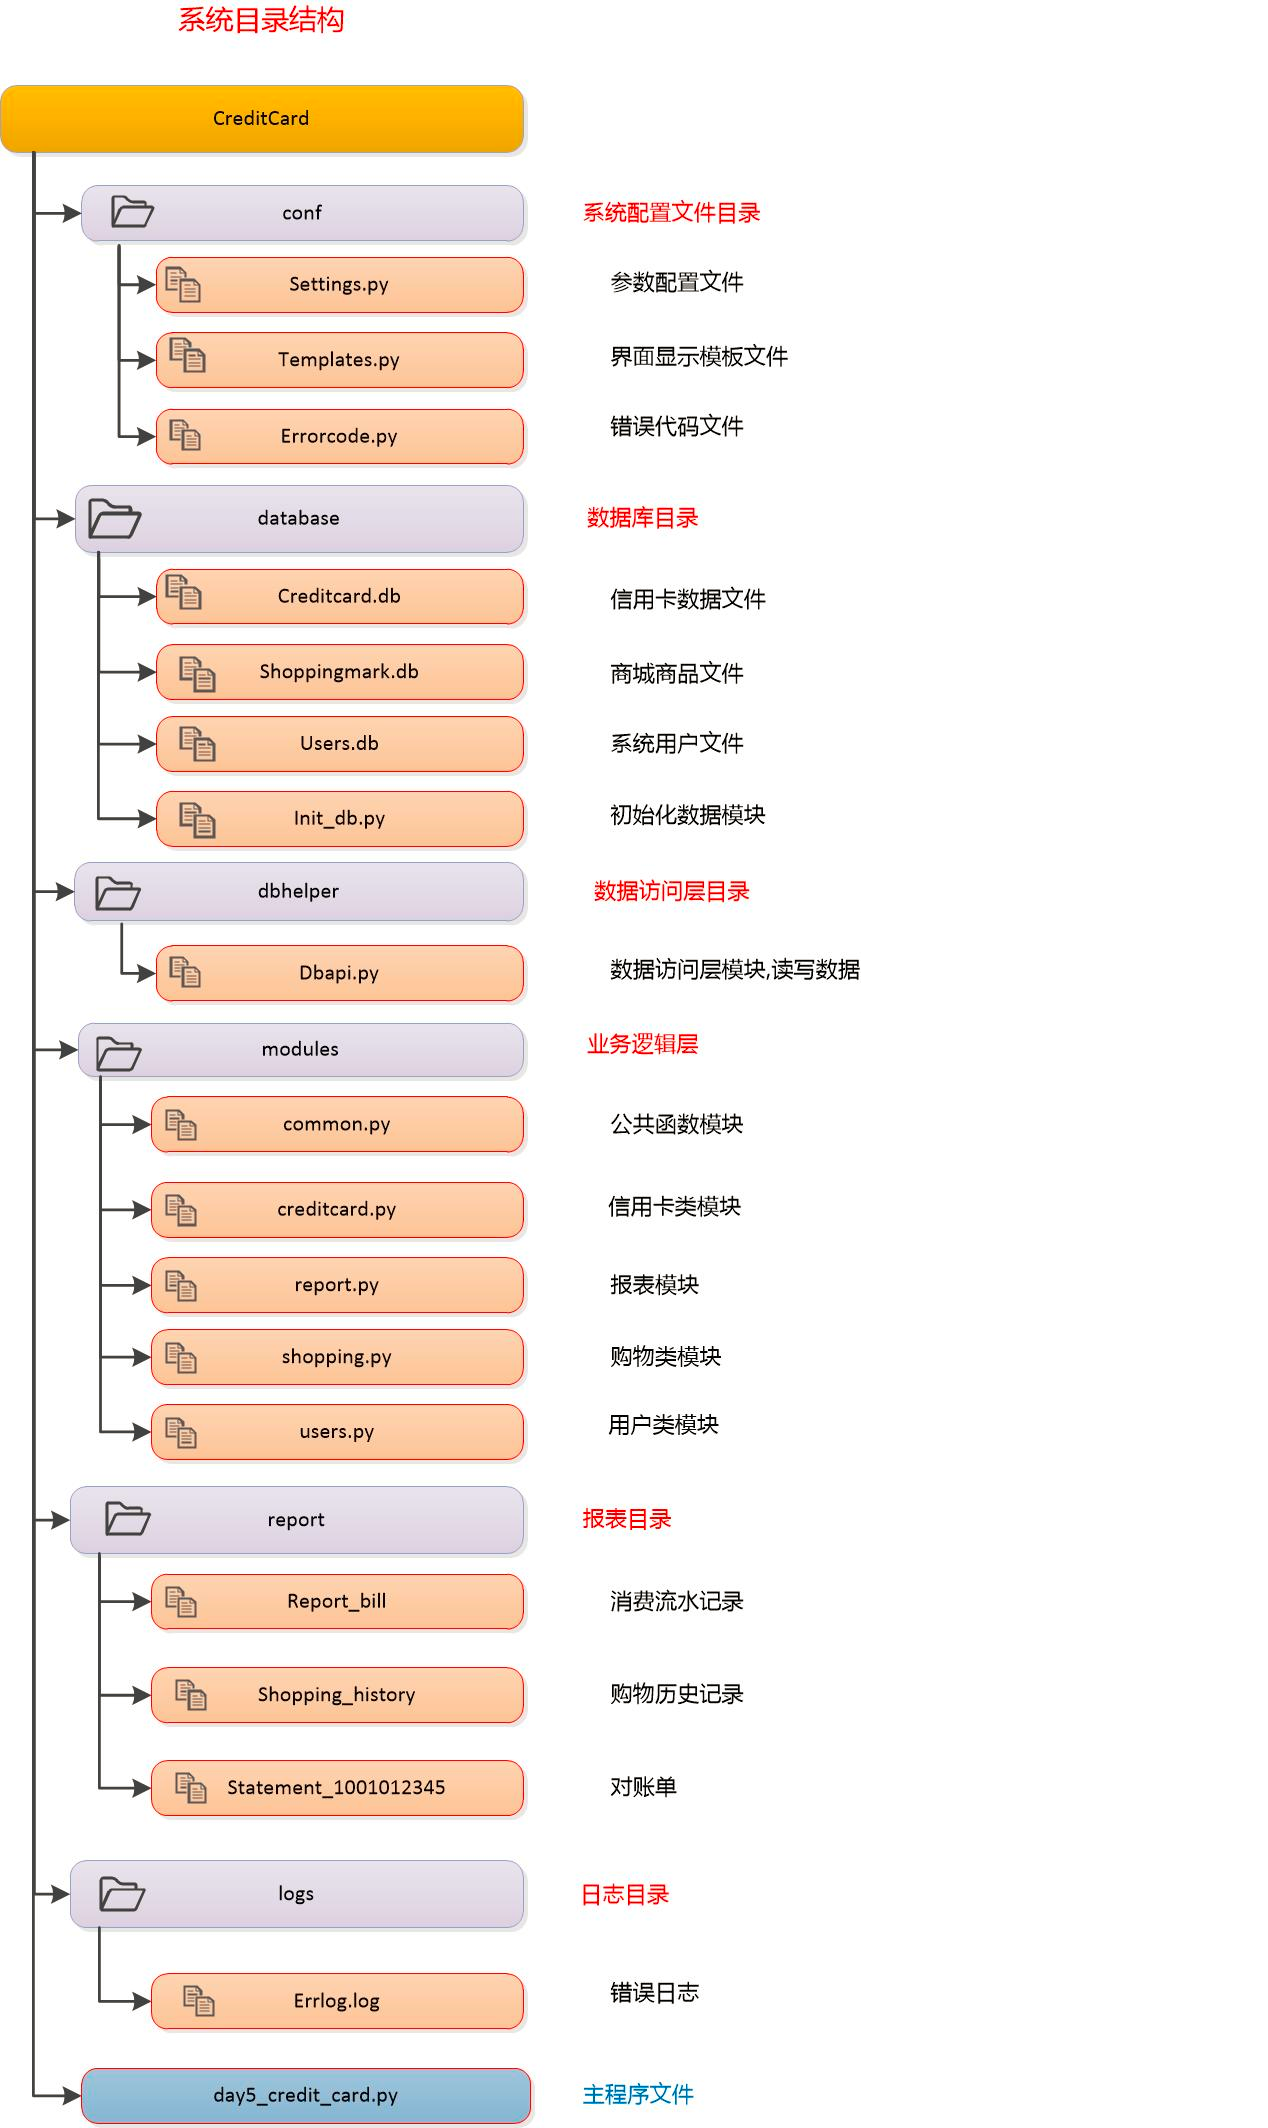 系统目录结构
CreditCard
conf 系统配置文件目录
Settings.py 参数配置文件
Templates.py 界面显示模板文件
Errorcode.py 错误代码文件
database 数据库目录
Creditcard.db 信用卡数据文件
Shoppingmark.db 商城商品文件
Users.db 系统用户文件
Init_db.py 初始化数据模块
dbhelper 数据访问层目录
Dbapi.py 数据访问层模块,读写数据
modules 业务逻辑层
common.py 公共函数模块
creditcard.py 信用卡类模块
report.py 报表模块
shopping.py 购物类模块
users.py 用户类模块
report 报表目录
Report_bill 消费流水记录
Shopping_history 购物历史记录
Statement_1001012345 对账单
logs 日志目录
Errlog.log 错误日志
day5_credit_card.py 主程序文件